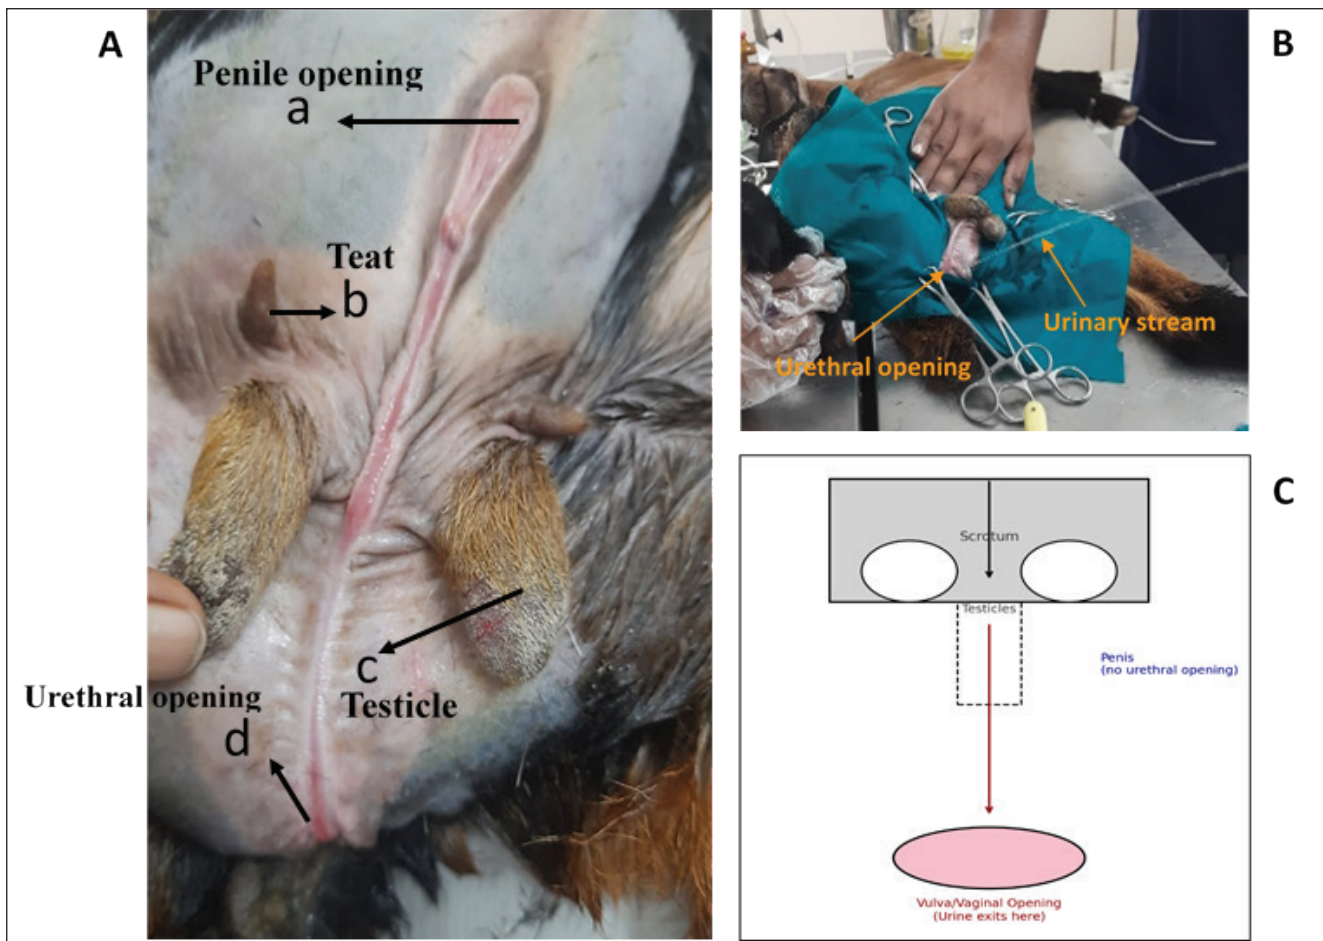 A
Penile opening
a
Teat
b
c
Testicle
Urethral opening
d
B
Urinary stream
Urethral opening
C
Scrotum
Testicles
Penis
(no urethral opening)
Vulva/Vaginal Opening
(Urine exits here)